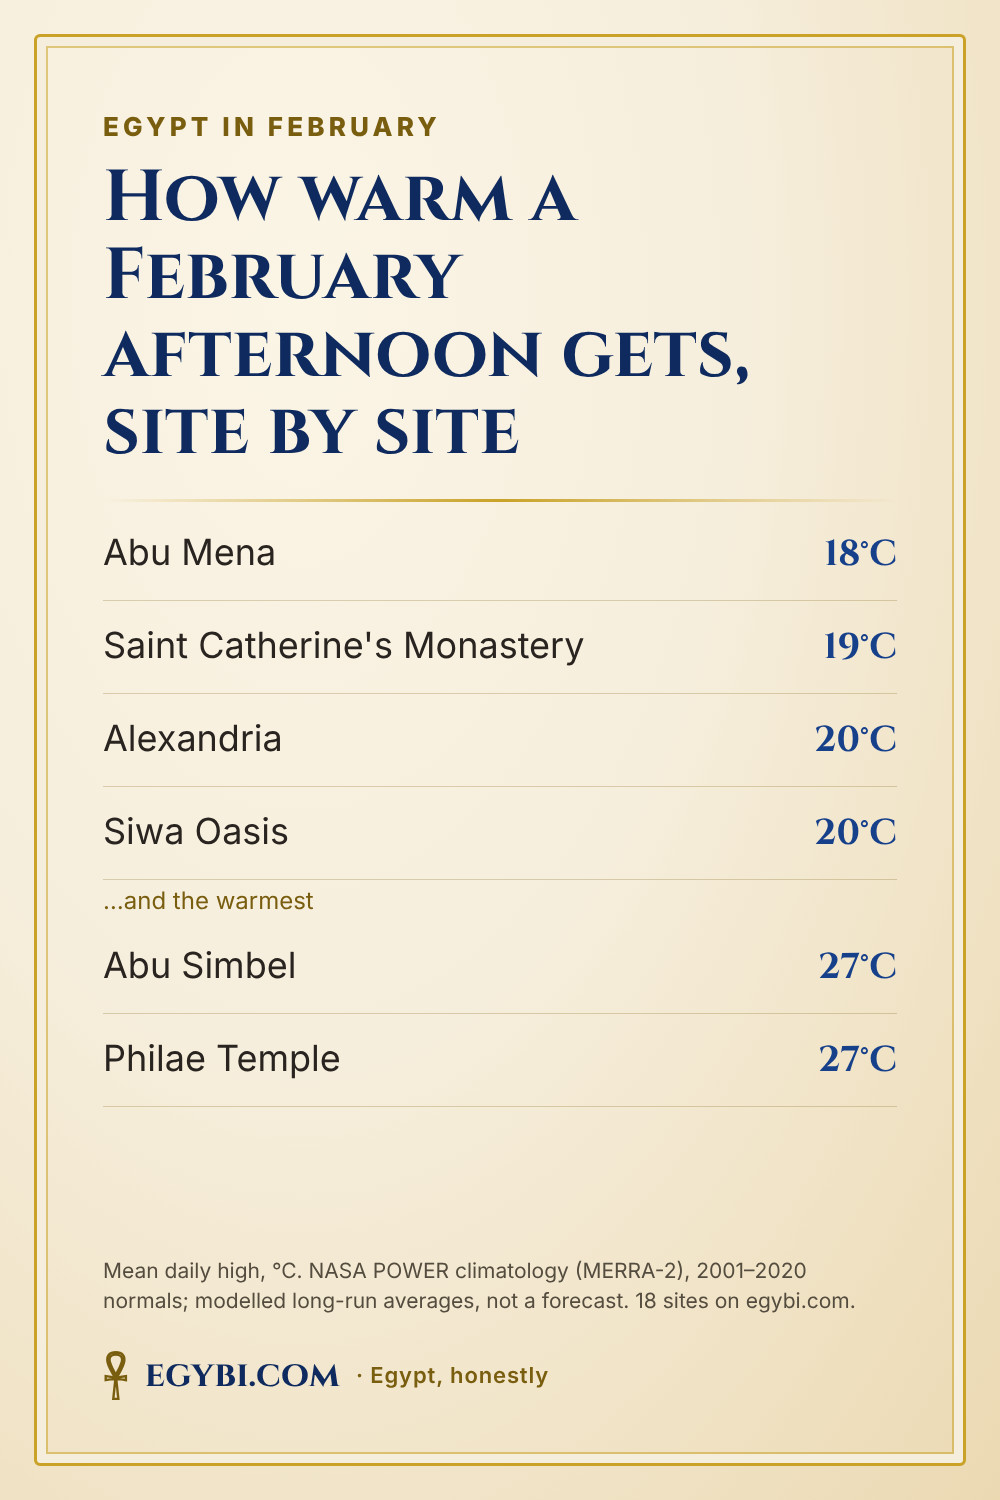 EGYPT IN FEBRUARY
How warm a
February
afternoon gets,
site by site
Abu Mena 18°C
Saint Catherine's Monastery 19°C
Alexandria 20°C
Siwa Oasis 20°C
...and the warmest
Abu Simbel 27°C
Philae Temple 27°C
Mean daily high, °C. NASA POWER climatology (MERRA-2), 2001–2020
normals; modelled long-run averages, not a forecast. 18 sites on egybi.com.
EGYBI.COM · Egypt, honestly